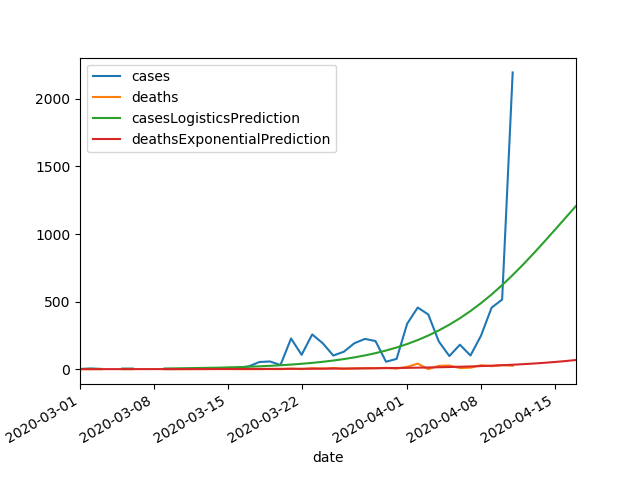 cases
deaths
casesLogisticsPrediction
deathsExponentialPrediction
2000
1500
1000
500
0
2020-03-01
2020-03-08
2020-03-15
2020-03-22
2020-04-01
2020-04-08
2020-04-15
date